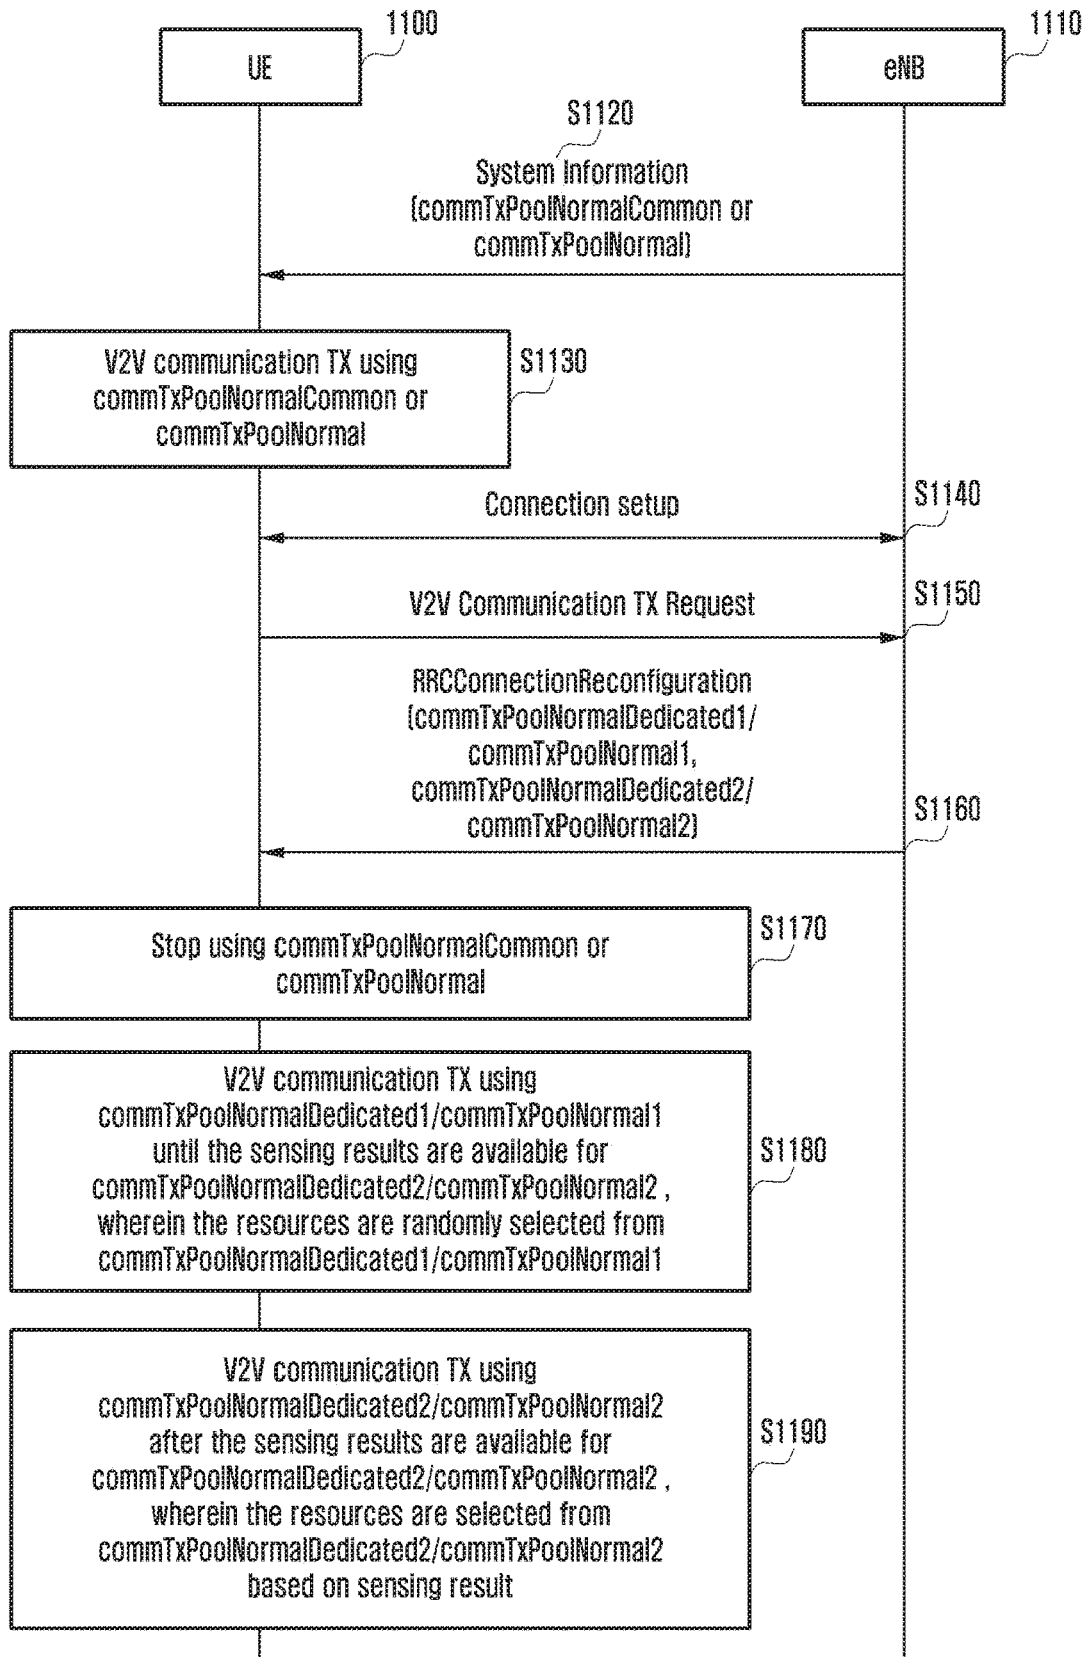 1100
1110
UE
eNB
S1120
System Information
(commTxPoolNormalCommon or
commTxPoolNormal)
V2V communication TX using
commTxPoolNormalCommon or
commTxPoolNormal
S1130
Connection setup
S1140
V2V Communication TX Request
S1150
RRCConnectionReconfiguration
(commTxPoolNormalDedicated1/
commTxPoolNormal1,
commTxPoolNormalDedicated2/
commTxPoolNormal2)
S1160
Stop using commTxPoolNormalCommon or
commTxPoolNormal
S1170
V2V communication TX using
commTxPoolNormalDedicated1/commTxPoolNormal1
until the sensing results are available for
commTxPoolNormalDedicated2/commTxPoolNormal2 ,
wherein the resources are randomly selected from
commTxPoolNormalDedicated1/commTxPoolNormal1
S1180
V2V communication TX using
commTxPoolNormalDedicated2/commTxPoolNormal2
after the sensing results are available for
commTxPoolNormalDedicated2/commTxPoolNormal2 ,
wherein the resources are selected from
commTxPoolNormalDedicated2/commTxPoolNormal2
based on sensing result
S1190